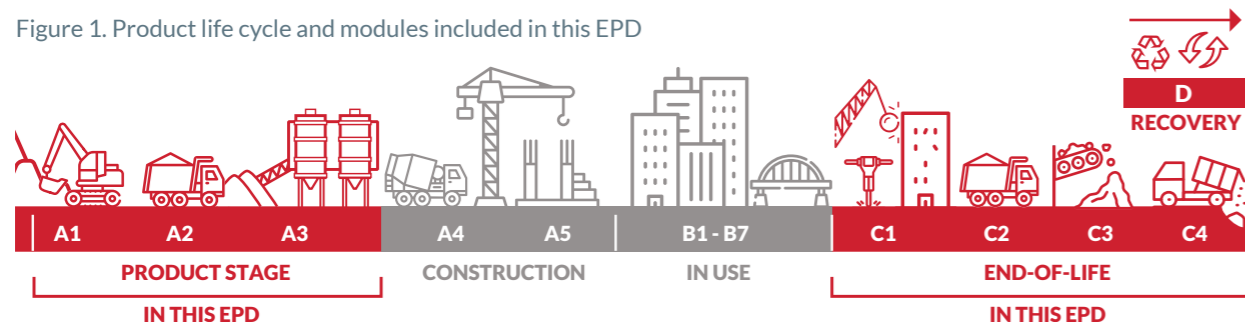 Figure 1. Product life cycle and modules included in this EPD
D
RECOVERY
A1 A2 A3 A4 A5 B1 - B7 C1 C2 C3 C4
PRODUCT STAGE CONSTRUCTION IN USE END-OF-LIFE
IN THIS EPD IN THIS EPD